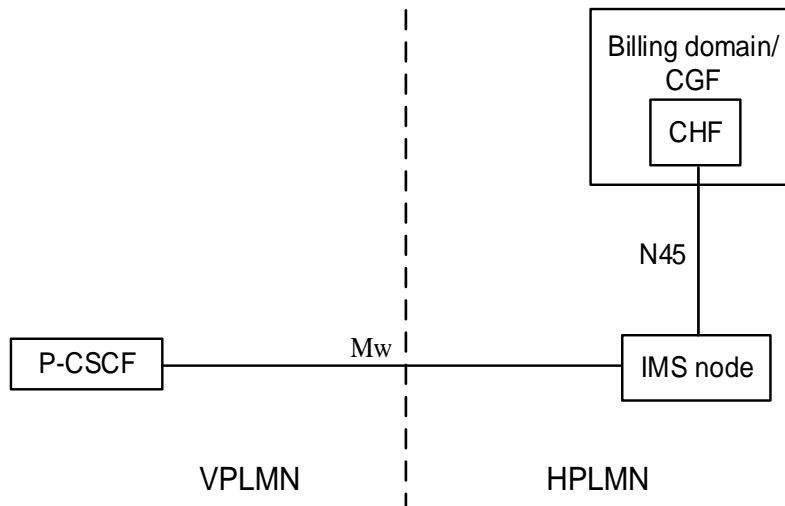 Billing domain/
CGF
CHF
N45
Mw
P-CSCF
IMS node
VPLMN
HPLMN